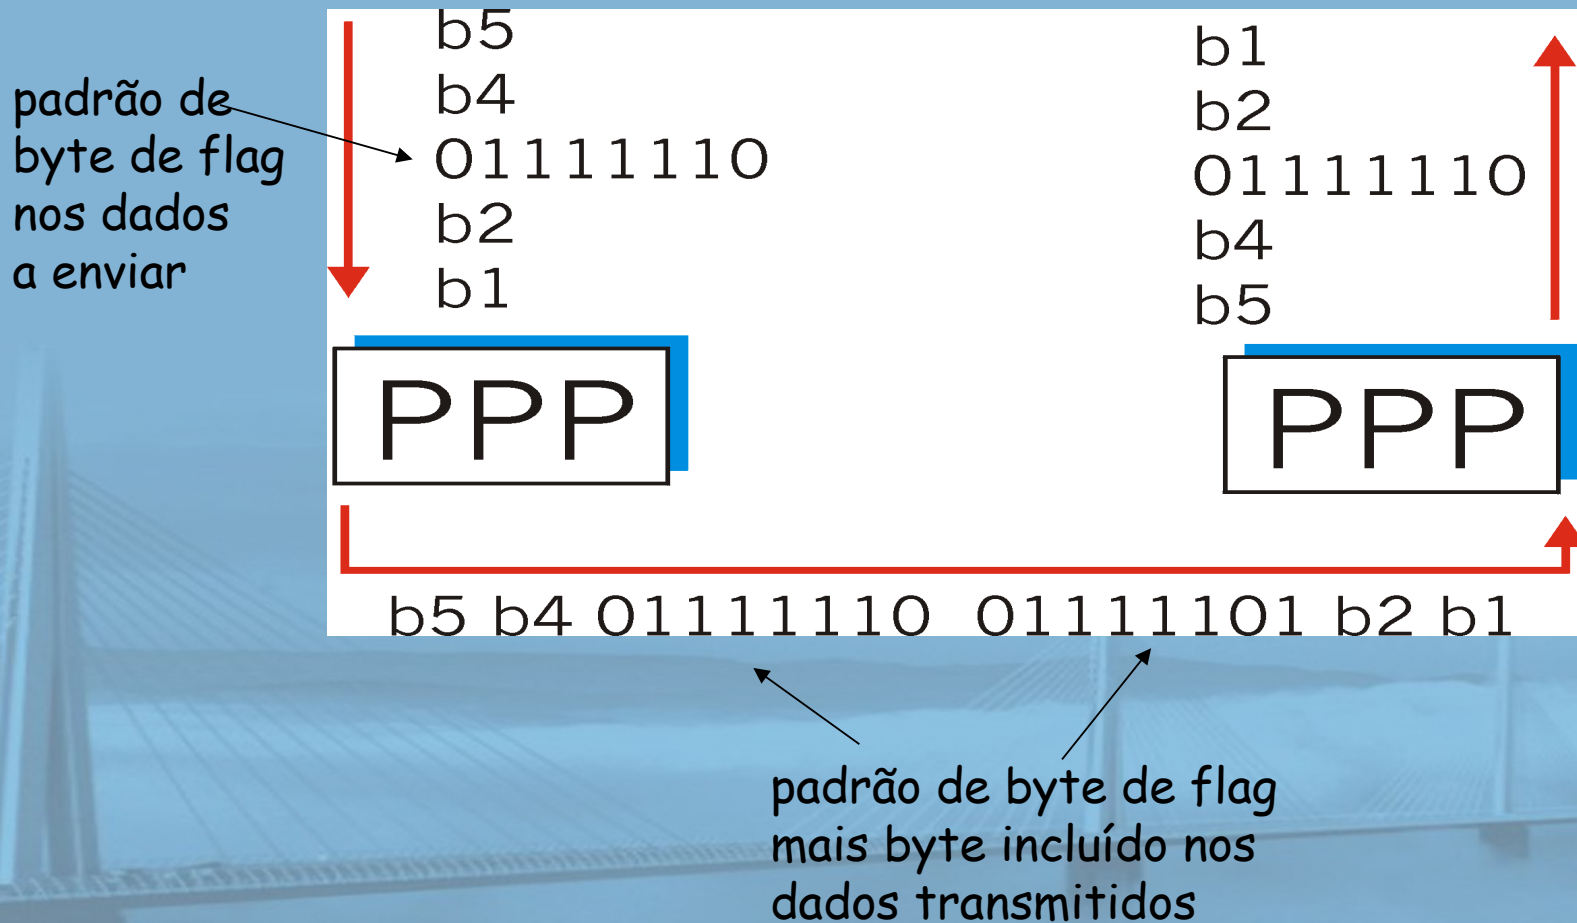 padrão de
byte de flag
nos dados
a enviar
b5
b4
01111110
b2
b1
PPP
b1
b2
01111110
b4
b5
PPP
b5 b4 01111110 01111101 b2 b1
padrão de byte de flag
mais byte incluído nos
dados transmitidos